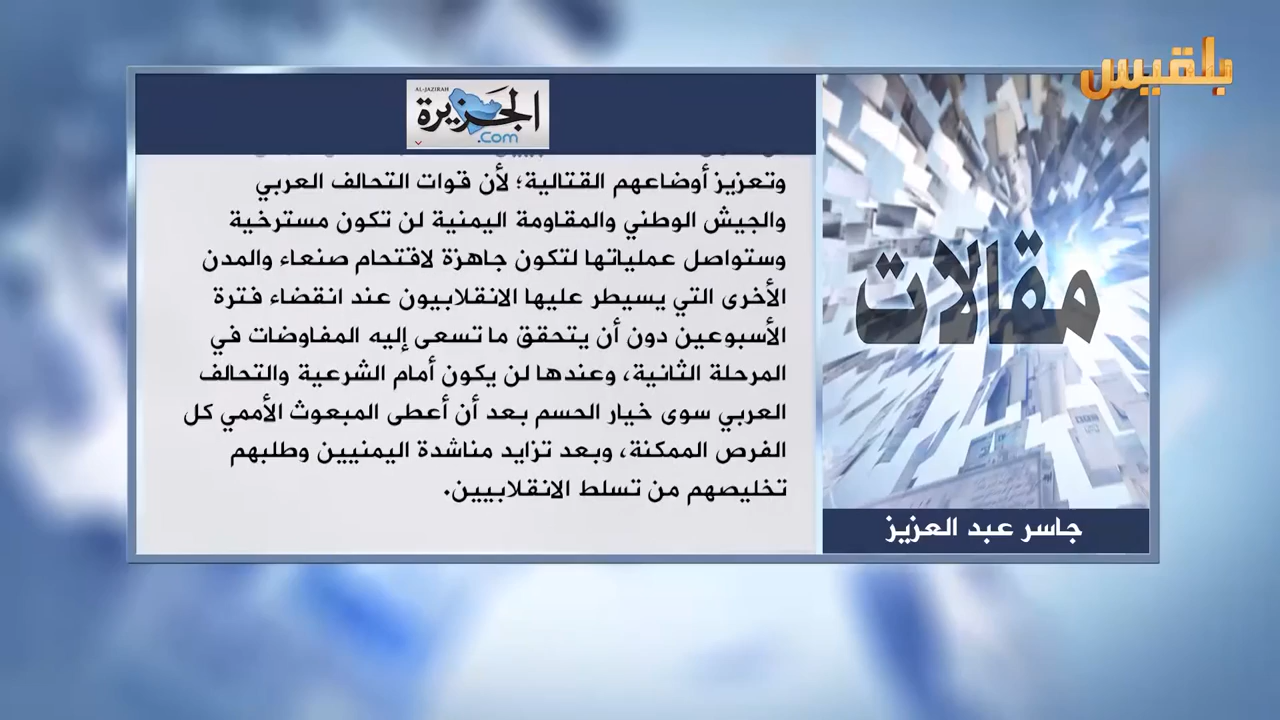 بلقيس
AL-JAZIRAH
الجزيرة
.Com
وتعزيز أوضاعهم القتالية؛ لأن قوات التحالف العربي
والجيش الوطني والمقاومة اليمنية لن تكون مسترخية
وستواصل عملياتها لتكون جاهزة لاقتحام صنعاء والمدن
الأخرى التي يسيطر عليها الانقلابيون عند انقضاء فترة
الأسبوعين دون أن يتحقق ما تسعى إليه المفاوضات في
المرحلة الثانية، وعندها لن يكون أمام الشرعية والتحالف
العربي سوى خيار الحسم بعد أن أعطى المبعوث الأممي كل
الفرص الممكنة، وبعد تزايد مناشدة اليمنيين وطلبهم
تخليصهم من تسلط الانقلابيين.
مقالات
جاسر عبد العزيز